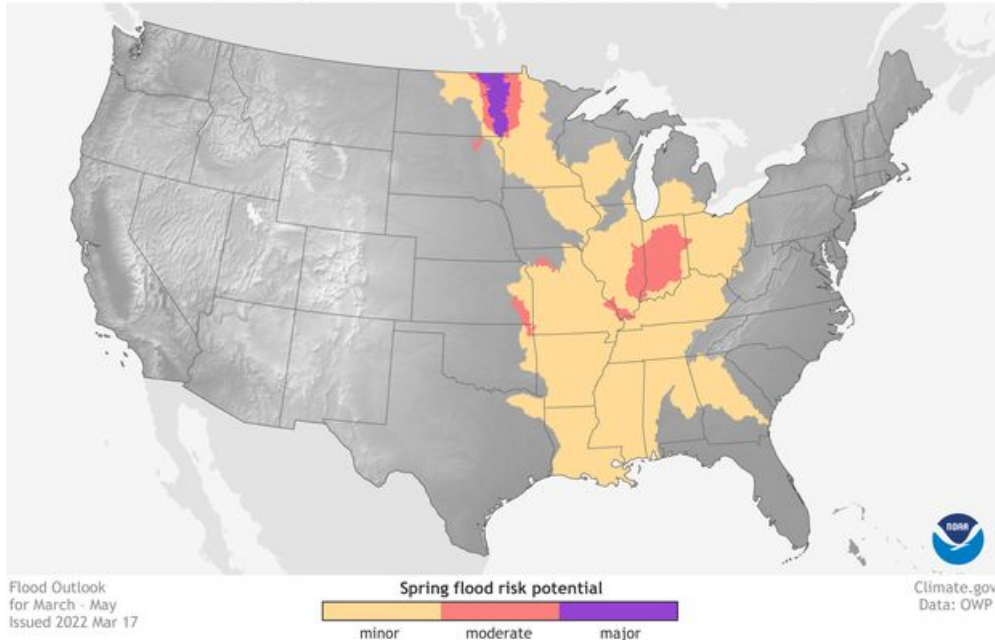 NOAA
Flood Outlook
for March - May
Issued 2022 Mar 17
Spring flood risk potential
minor moderate major
Climate.gov
Data: OWP